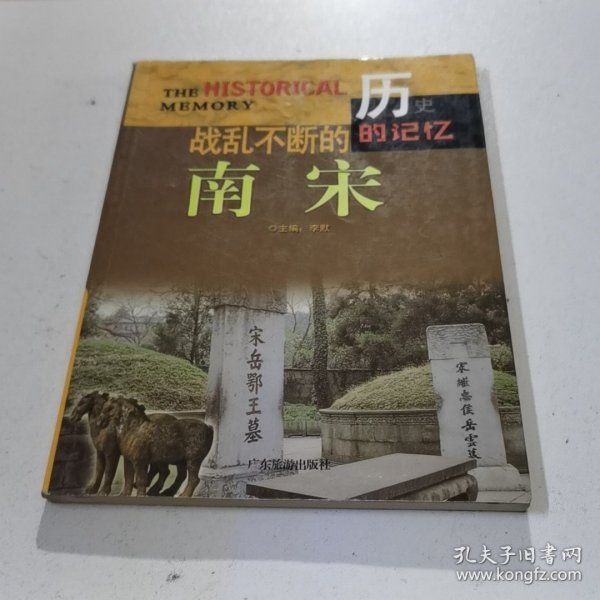 THE HISTORICAL
MEMORY
历史
的记忆
战乱不断的
南宋
◎主编：李默
宋岳鄂王墓
宋继忠侯岳雲墓
广东旅游出版社
孔夫子旧书网
www.kongfz.com